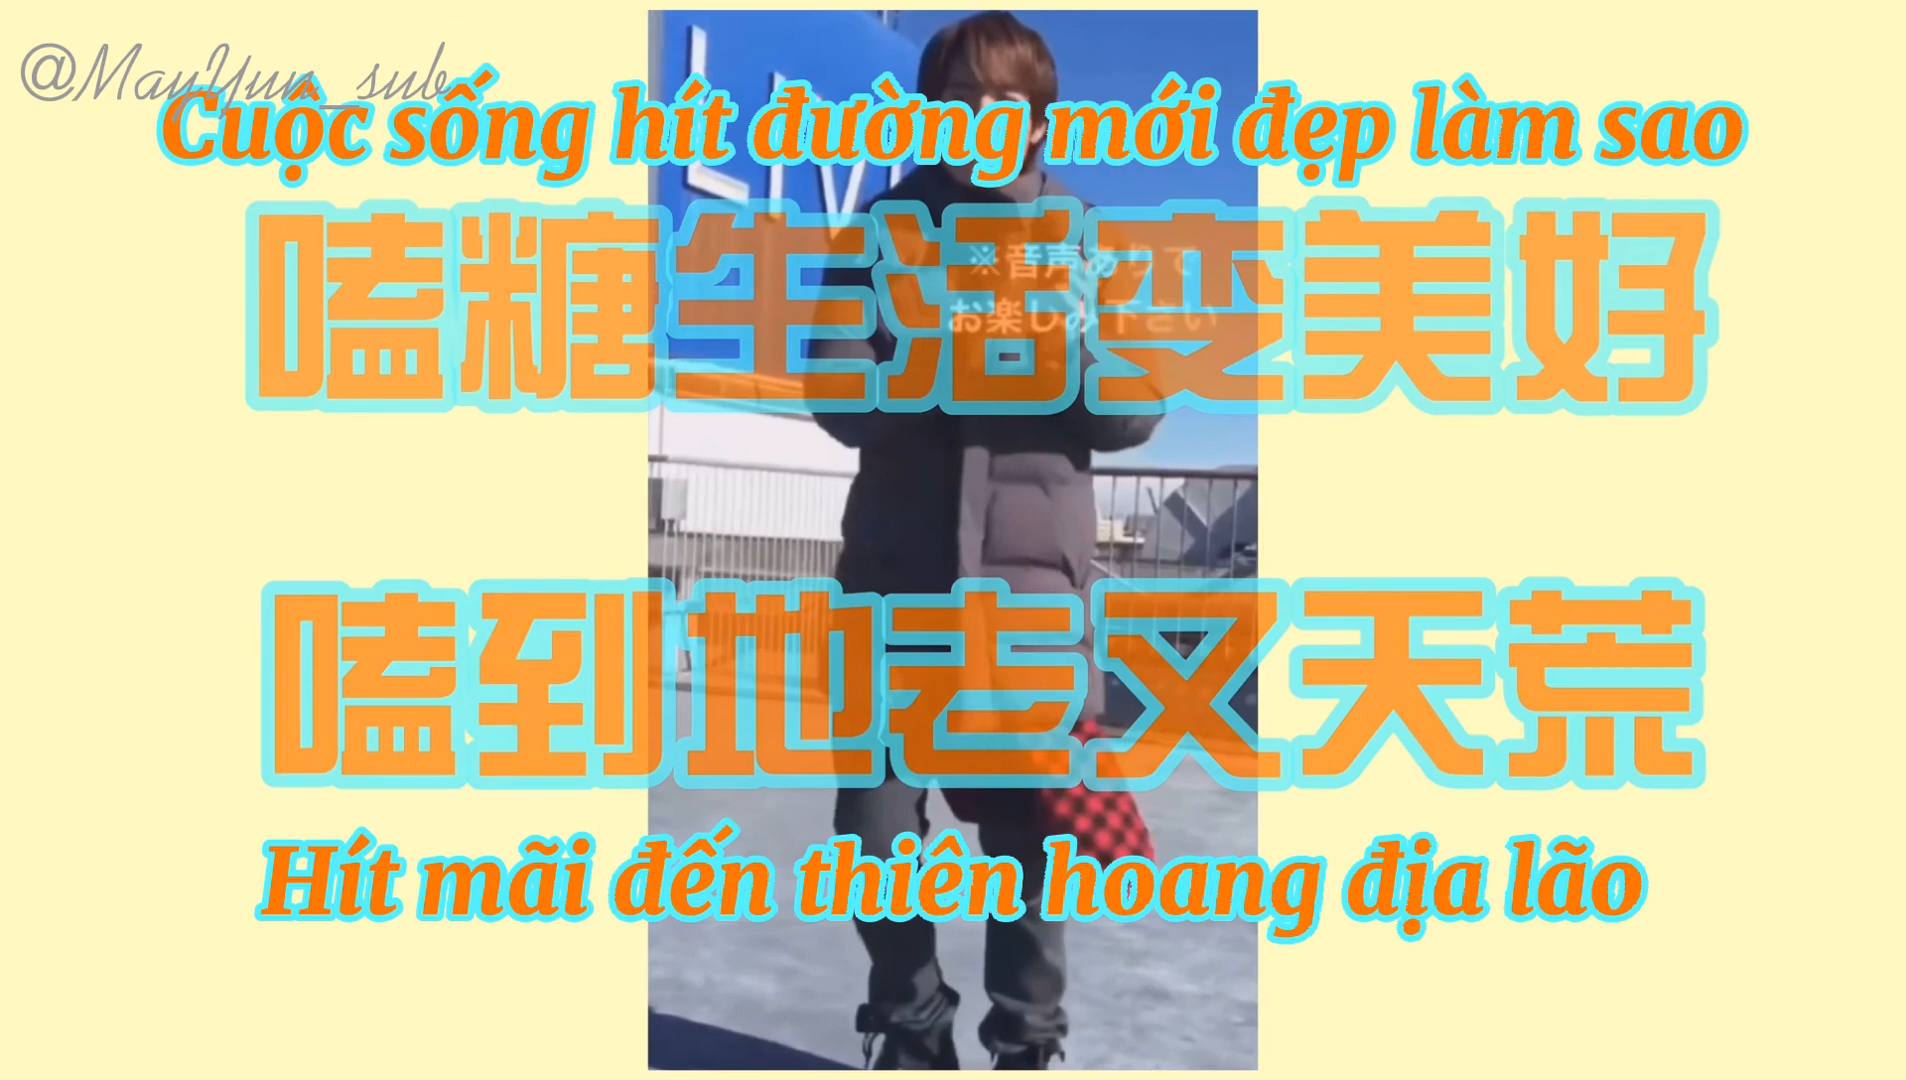 @MayYun_sub
Cuộc sống hít đường mới đẹp làm sao
LIV
嗑糖生活变美好
※音声ありで
お楽しみ下さい
嗑到地老又天荒
Hít mãi đến thiên hoang địa lão